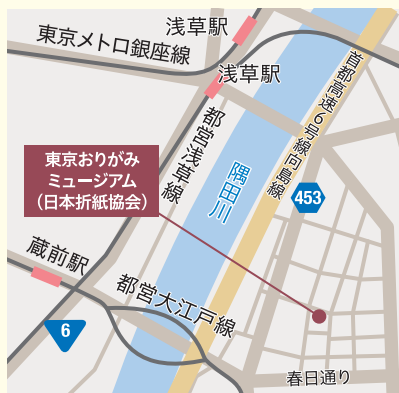 浅草駅
東京メトロ銀座線
浅草駅
首都高速6号線向島線
都営浅草線
東京おりがみ
ミュージアム
（日本折紙協会）
隅田川
453
蔵前駅
都営大江戸線
6
春日通り